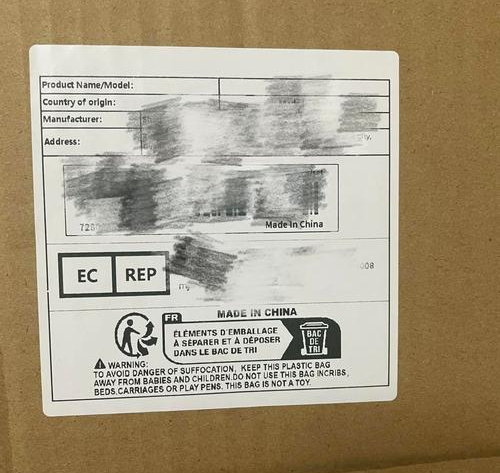 Product Name/Model:
Country of origin:
Manufacturer:
Address:
Made In China
EC REP
MADE IN CHINA
FR
ÉLÉMENTS D'EMBALLAGE
À SÉPARER ET À DÉPOSER
DANS LE BAC DE TRI
BAC
DE
TRI
WARNING:
TO AVOID DANGER OF SUFFOCATION, KEEP THIS PLASTIC BAG
AWAY FROM BABIES AND CHILDREN.DO NOT USE THIS BAG INCRIBS,
BEDS,CARRIAGES OR PLAY PENS. THIS BAG IS NOT A TOY.